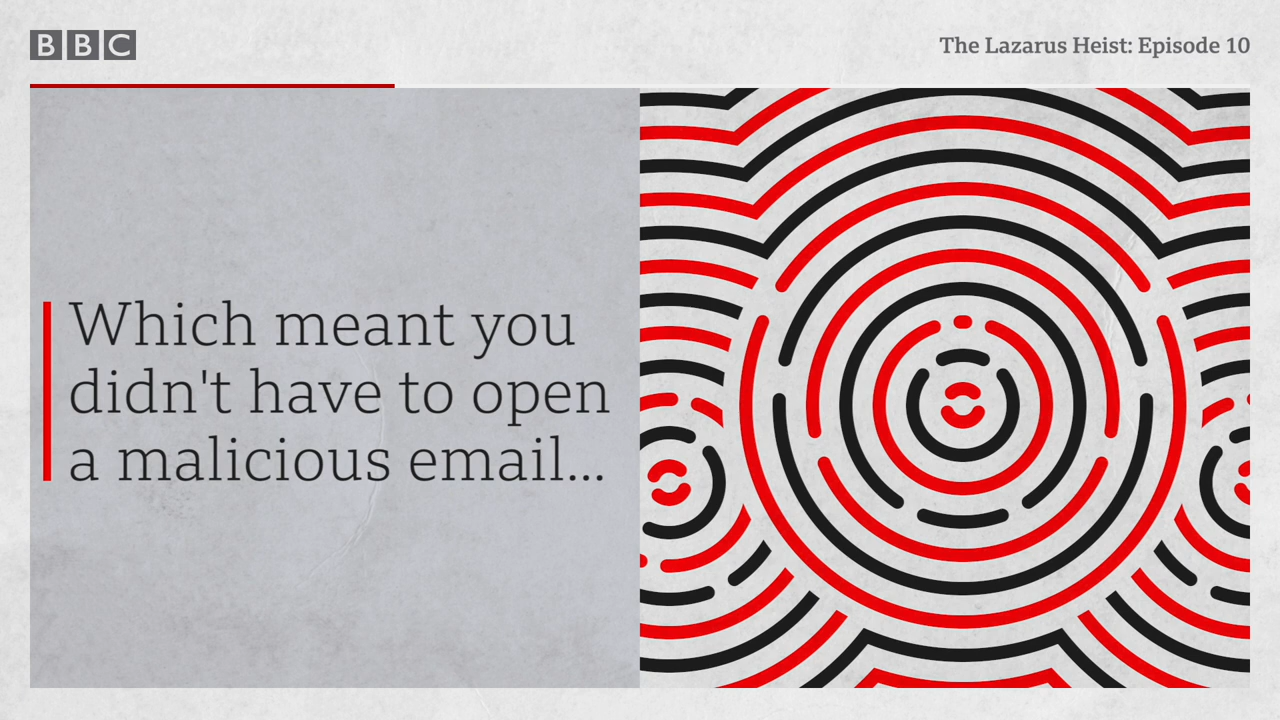 BBC
The Lazarus Heist: Episode 10
Which meant you
didn't have to open
a malicious email...